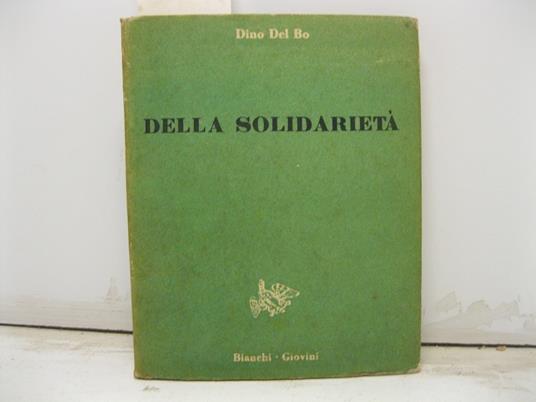 Dino Del Bo
DELLA SOLIDARIETÀ
Bianchi - Giovini